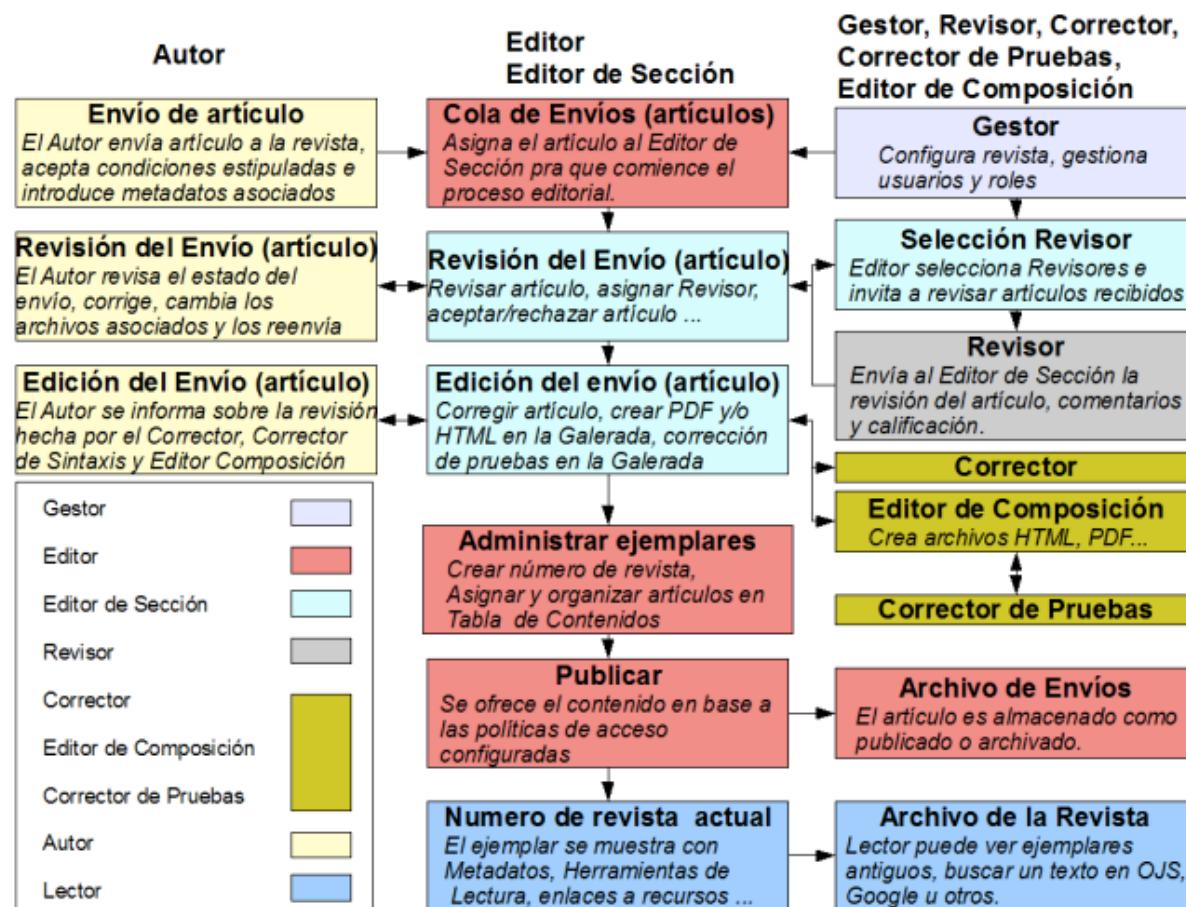 Autor
Editor
Editor de Sección
Gestor, Revisor, Corrector,
Corrector de Pruebas,
Editor de Composición
Envío de artículo
El Autor envía artículo a la revista,
acepta condiciones estipuladas e
introduce metadatos asociados
Cola de Envíos (artículos)
Asigna el artículo al Editor de
Sección pra que comience el
proceso editorial.
Gestor
Configura revista, gestiona
usuarios y roles
Revisión del Envío (artículo)
El Autor revisa el estado del
envío, corrige, cambia los
archivos asociados y los reenvía
Revisión del Envío (artículo)
Revisar artículo, asignar Revisor,
aceptar/rechazar artículo ...
Selección Revisor
Editor selecciona Revisores e
invita a revisar artículos recibidos
Revisor
Envía al Editor de Sección la
revisión del artículo, comentarios
y calificación.
Edición del Envío (artículo)
El Autor se informa sobre la revisión
hecha por el Corrector, Corrector
de Sintaxis y Editor Composición
Edición del envío (artículo)
Corregir artículo, crear PDF y/o
HTML en la Galerada, corrección
de pruebas en la Galerada
Corrector
Editor de Composición
Crea archivos HTML, PDF...
Corrector de Pruebas
Administrar ejemplares
Crear número de revista,
Asignar y organizar artículos en
Tabla de Contenidos
Publicar
Se ofrece el contenido en base a
las políticas de acceso
configuradas
Archivo de Envíos
El artículo es almacenado como
publicado o archivado.
Numero de revista actual
El ejemplar se muestra con
Metadatos, Herramientas de
Lectura, enlaces a recursos ...
Archivo de la Revista
Lector puede ver ejemplares
antiguos, buscar un texto en OJS,
Google u otros.
Gestor
Editor
Editor de Sección
Revisor
Corrector
Editor de Composición
Corrector de Pruebas
Autor
Lector